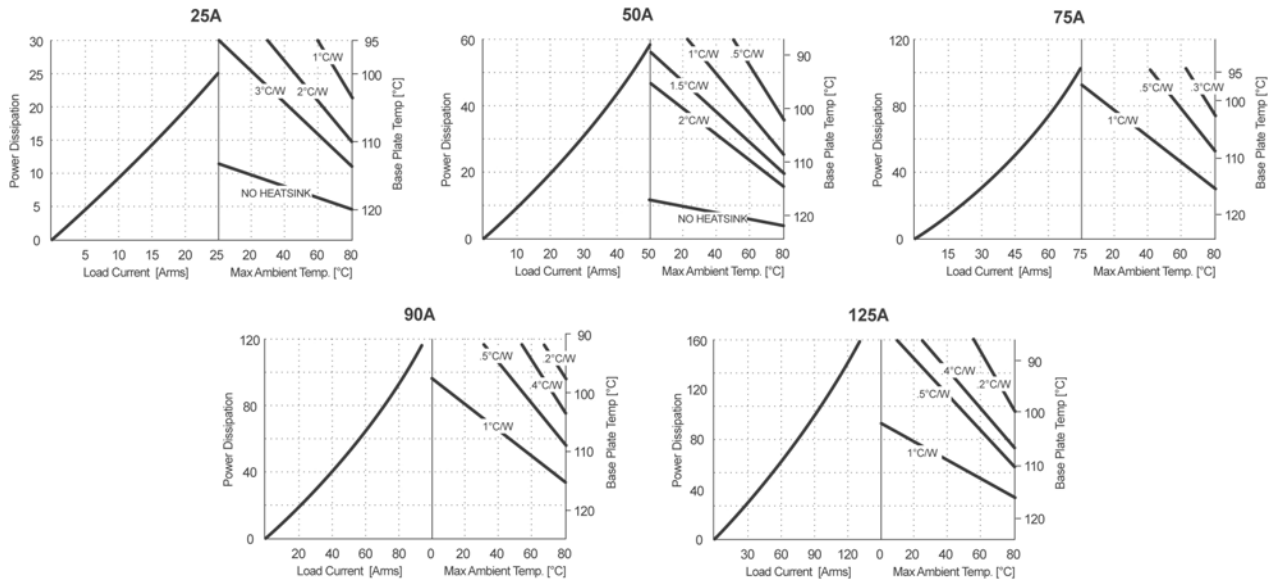 25A
30
25
20
15
10
5
0
Power Dissipation
5 10 15 20 25 20 40 60 80
Load Current [Arms] Max Ambient Temp. [°C]
1°C/W
2°C/W
3°C/W
NO HEATSINK
95
100
110
120
Base Plate Temp [°C]
50A
60
40
20
0
Power Dissipation
10 20 30 40 50 20 40 60 80
Load Current [Arms] Max Ambient Temp. [°C]
.5°C/W
1°C/W
1.5°C/W
2°C/W
NO HEATSINK
90
100
110
120
Base Plate Temp [°C]
75A
120
80
40
0
Power Dissipation
15 30 45 60 75 20 40 60 80
Load Current [Arms] Max Ambient Temp. [°C]
.3°C/W
.5°C/W
1°C/W
95
100
110
120
Base Plate Temp [°C]
90A
120
80
40
0
Power Dissipation
20 40 60 80 0 20 40 60 80
Load Current [Arms] Max Ambient Temp. [°C]
.5°C/W
.2°C/W
.4°C/W
1°C/W
90
100
110
120
Base Plate Temp [°C]
125A
160
120
80
40
0
Power Dissipation
30 60 90 120 0 20 40 60 80
Load Current [Arms] Max Ambient Temp. [°C]
.4°C/W
.2°C/W
.5°C/W
1°C/W
90
100
110
120
Base Plate Temp [°C]